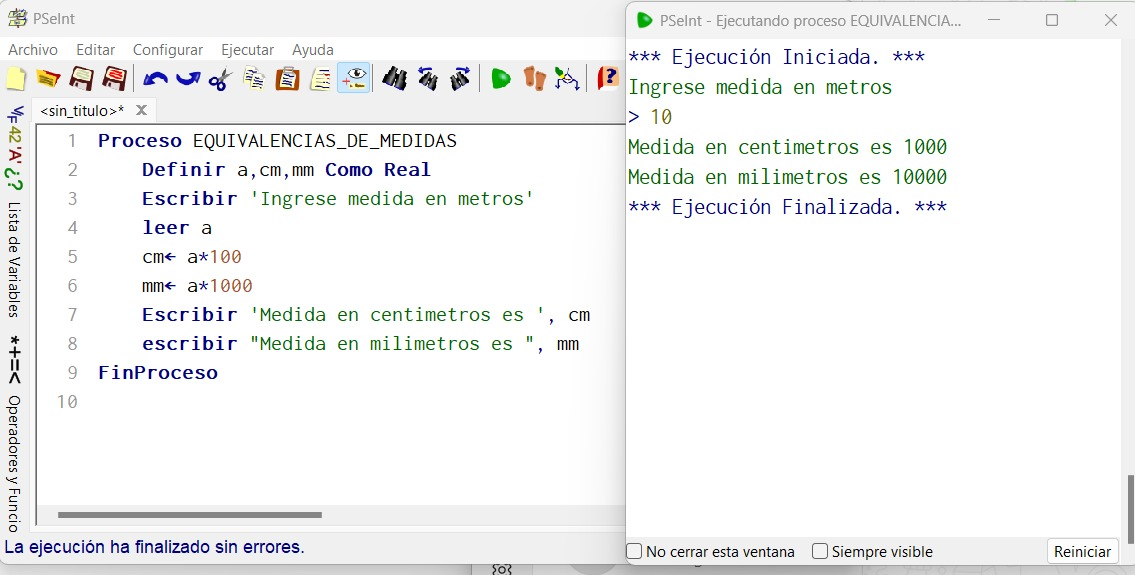 PSeInt
Archivo Editar Configurar Ejecutar Ayuda
<sin_titulo>* X
Lista de Variables
*+=<
Operadores y Funcio
42 'A' ¿?
1 Proceso EQUIVALENCIAS_DE_MEDIDAS
2 Definir a,cm,mm Como Real
3 Escribir 'Ingrese medida en metros'
4 leer a
5 cm← a*100
6 mm← a*1000
7 Escribir 'Medida en centimetros es ', cm
8 escribir "Medida en milimetros es ", mm
9 FinProceso
10
La ejecución ha finalizado sin errores.
PSeInt - Ejecutando proceso EQUIVALENCIA...
*** Ejecución Iniciada. ***
Ingrese medida en metros
> 10
Medida en centimetros es 1000
Medida en milimetros es 10000
*** Ejecución Finalizada. ***
No cerrar esta ventana Siempre visible Reiniciar